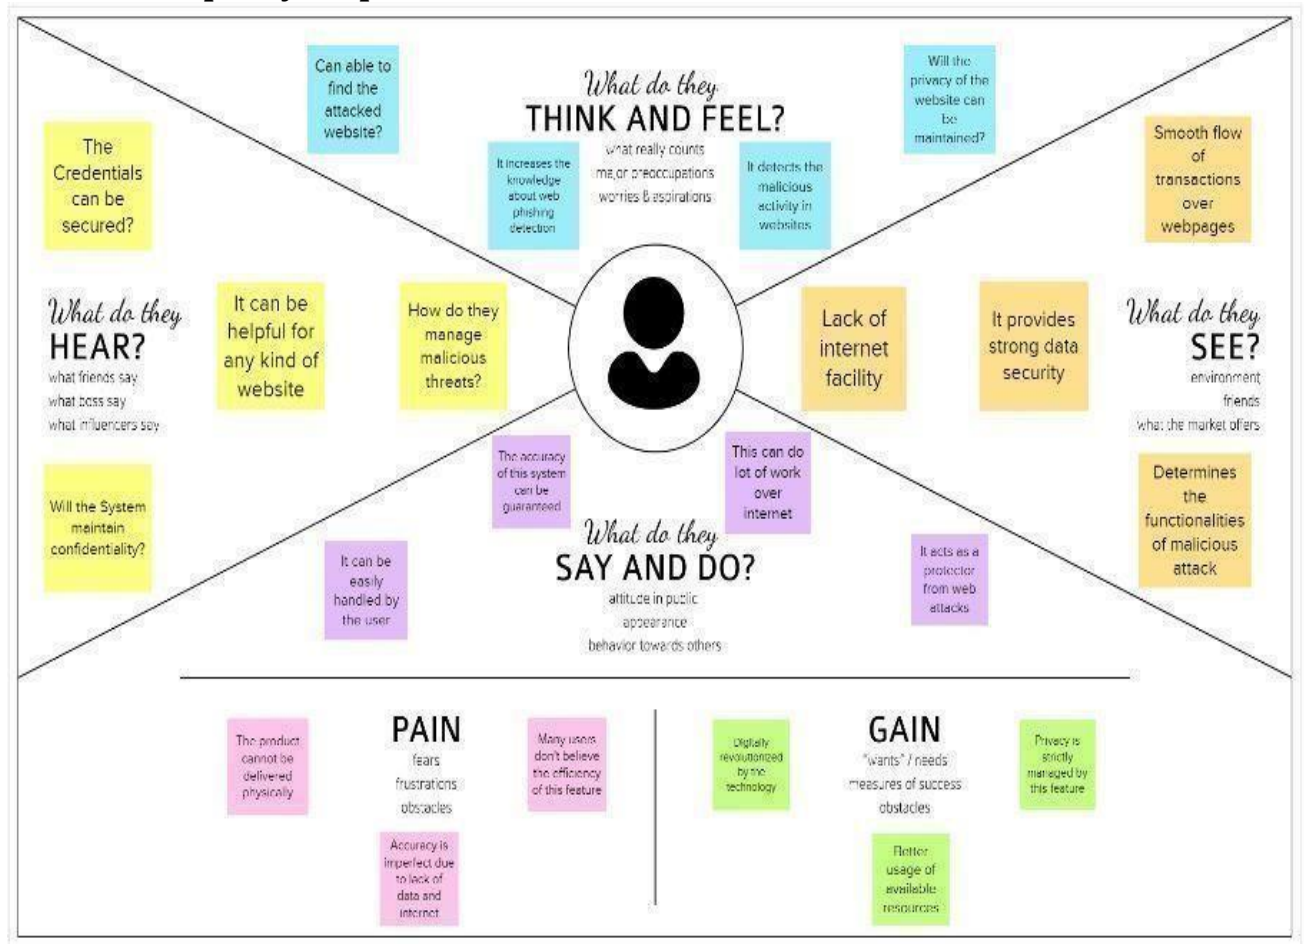 Can able to
find the
attacked
website?
What do they
THINK AND FEEL?
what really counts
major preoccupations
worries & aspirations
It increases the
knowledge
about web
phishing
detection
It detects the
malicious
activity in
websites
Will the
privacy of the
website can
be
maintained?
The
Credentials
can be
secured?
What do they
HEAR?
what friends say
what boss say
what influencers say
It can be
helpful for
any kind of
website
How do they
manage
malicious
threats?
Will the System
maintain
confidentiality?
Smooth flow
of
transactions
over
webpages
Lack of
internet
facility
It provides
strong data
security
What do they
SEE?
environment
friends
what the market offers
Determines
the
functionalities
of malicious
attack
The accuracy
of this system
can be
guaranteed
This can do
lot of work
over
internet
What do they
SAY AND DO?
attitude in public
appearance
behavior towards others
It can be
easily
handled by
the user
It acts as a
protector
from web
attacks
The product
cannot be
delivered
physically
PAIN
fears
frustrations
obstacles
Many users
don't believe
the efficiency
of this feature
Accuracy is
imperfect due
to lack of
data and
internet
Digitally
revolutionized
by the
technology
GAIN
"wants" / needs
measures of success
obstacles
Privacy is
strictly
managed by
this feature
Better
usage of
available
resources